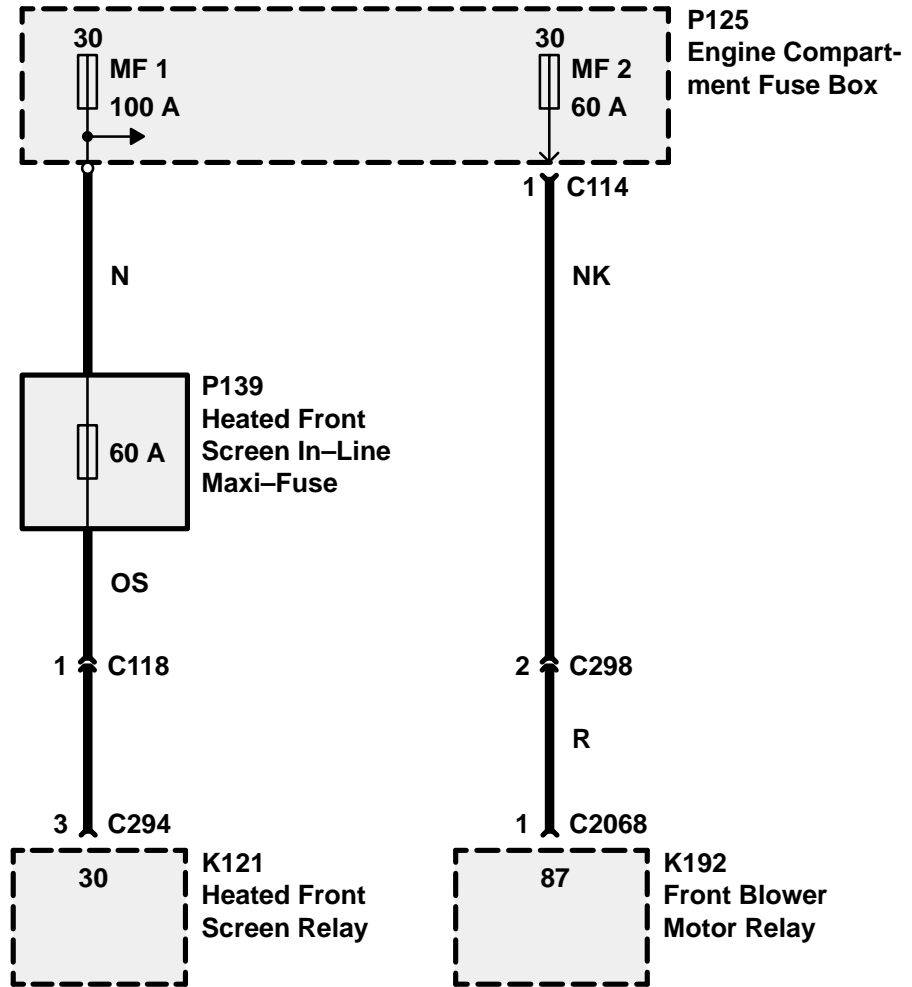 P125
Engine Compart-
ment Fuse Box
30
MF 1
100 A
30
MF 2
60 A
1 C114
N
NK
P139
Heated Front
Screen In–Line
Maxi–Fuse
60 A
OS
1 C118
2 C298
R
3 C294
1 C2068
30
K121
Heated Front
Screen Relay
87
K192
Front Blower
Motor Relay